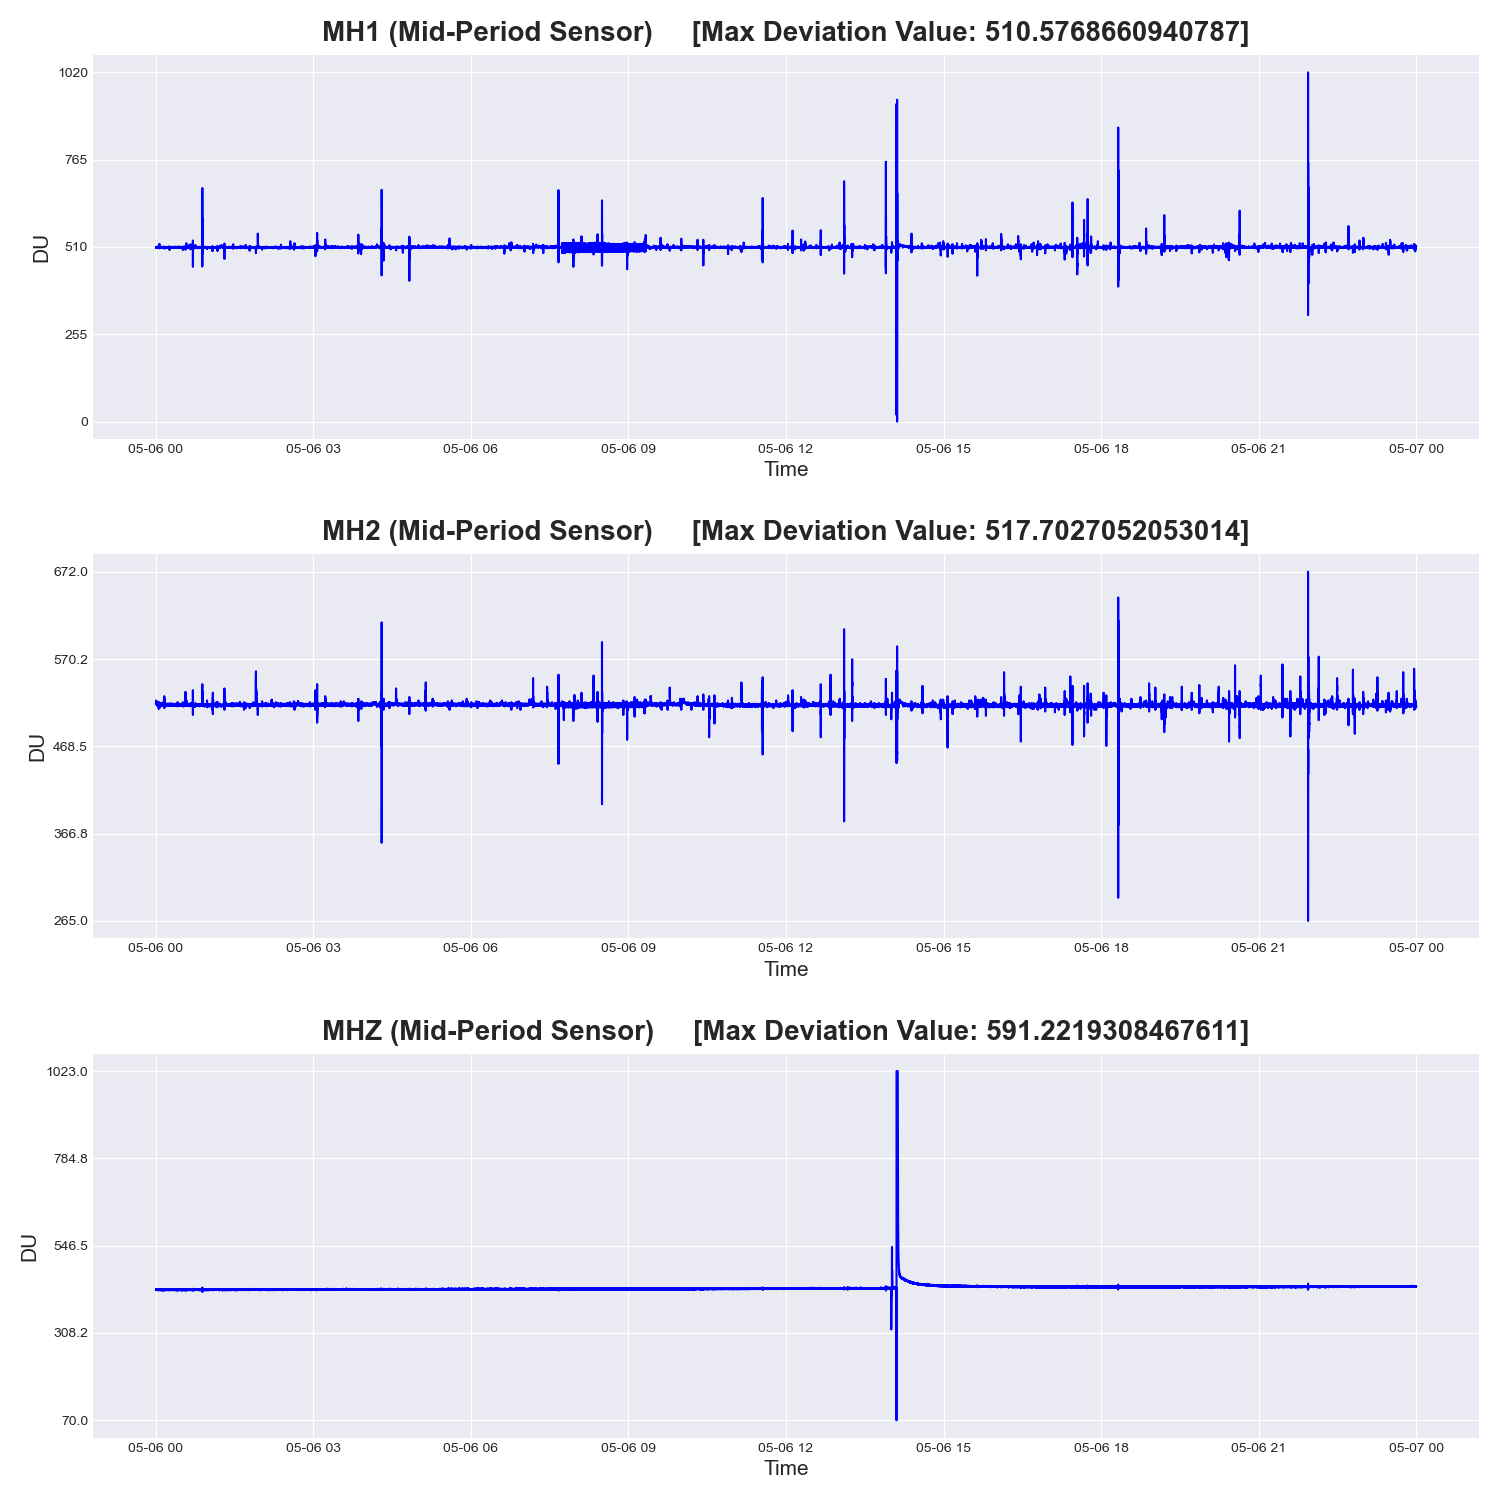 MH1 (Mid-Period Sensor) [Max Deviation Value: 510.5768660940787]
1020
765
510
255
0
DU
05-06 00 05-06 03 05-06 06 05-06 09 05-06 12 05-06 15 05-06 18 05-06 21 05-07 00
Time
MH2 (Mid-Period Sensor) [Max Deviation Value: 517.7027052053014]
672.0
570.2
468.5
366.8
265.0
DU
05-06 00 05-06 03 05-06 06 05-06 09 05-06 12 05-06 15 05-06 18 05-06 21 05-07 00
Time
MHZ (Mid-Period Sensor) [Max Deviation Value: 591.2219308467611]
1023.0
784.8
546.5
308.2
70.0
DU
05-06 00 05-06 03 05-06 06 05-06 09 05-06 12 05-06 15 05-06 18 05-06 21 05-07 00
Time